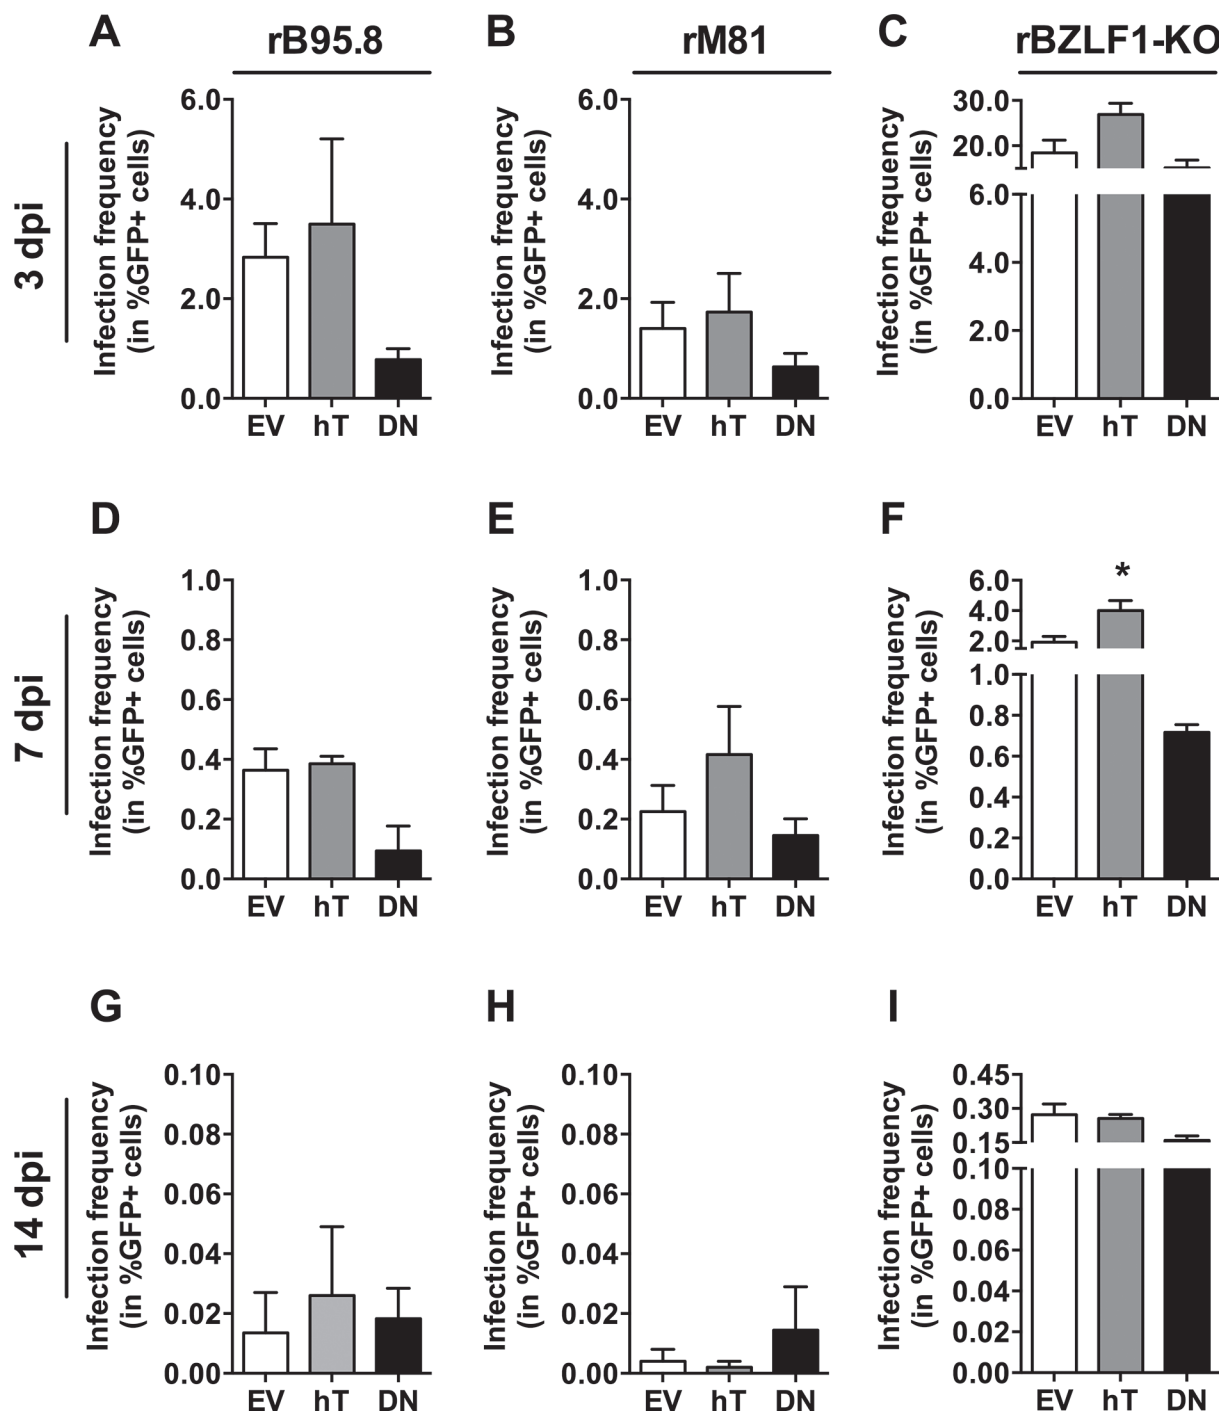 A rB95.8
B rM81
C rBZLF1-KO
3 dpi
Infection frequency
(in %GFP+ cells)
6.0
4.0
2.0
0.0
EV hT DN
Infection frequency
(in %GFP+ cells)
6.0
4.0
2.0
0.0
EV hT DN
Infection frequency
(in %GFP+ cells)
30.0
20.0
6.0
4.0
2.0
0.0
EV hT DN
7 dpi
D
Infection frequency
(in %GFP+ cells)
1.0
0.8
0.6
0.4
0.2
0.0
EV hT DN
E
Infection frequency
(in %GFP+ cells)
1.0
0.8
0.6
0.4
0.2
0.0
EV hT DN
F
Infection frequency
(in %GFP+ cells)
*
6.0
4.0
2.0
1.0
0.8
0.6
0.4
0.2
0.0
EV hT DN
14 dpi
G
Infection frequency
(in %GFP+ cells)
0.10
0.08
0.06
0.04
0.02
0.00
EV hT DN
H
Infection frequency
(in %GFP+ cells)
0.10
0.08
0.06
0.04
0.02
0.00
EV hT DN
I
Infection frequency
(in %GFP+ cells)
0.45
0.30
0.15
0.10
0.08
0.06
0.04
0.02
0.00
EV hT DN